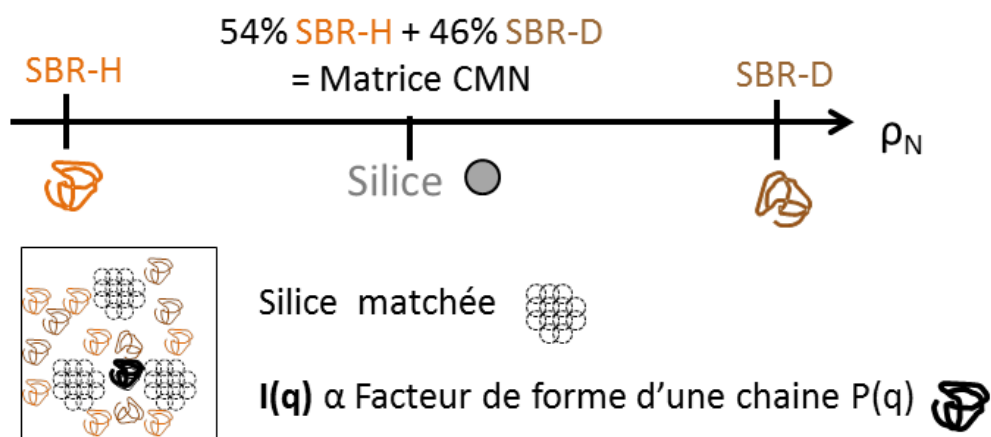 54% SBR-H + 46% SBR-D
= Matrice CMN
SBR-H
SBR-D
ρN
Silice
Silice matchée
I(q) α Facteur de forme d'une chaine P(q)